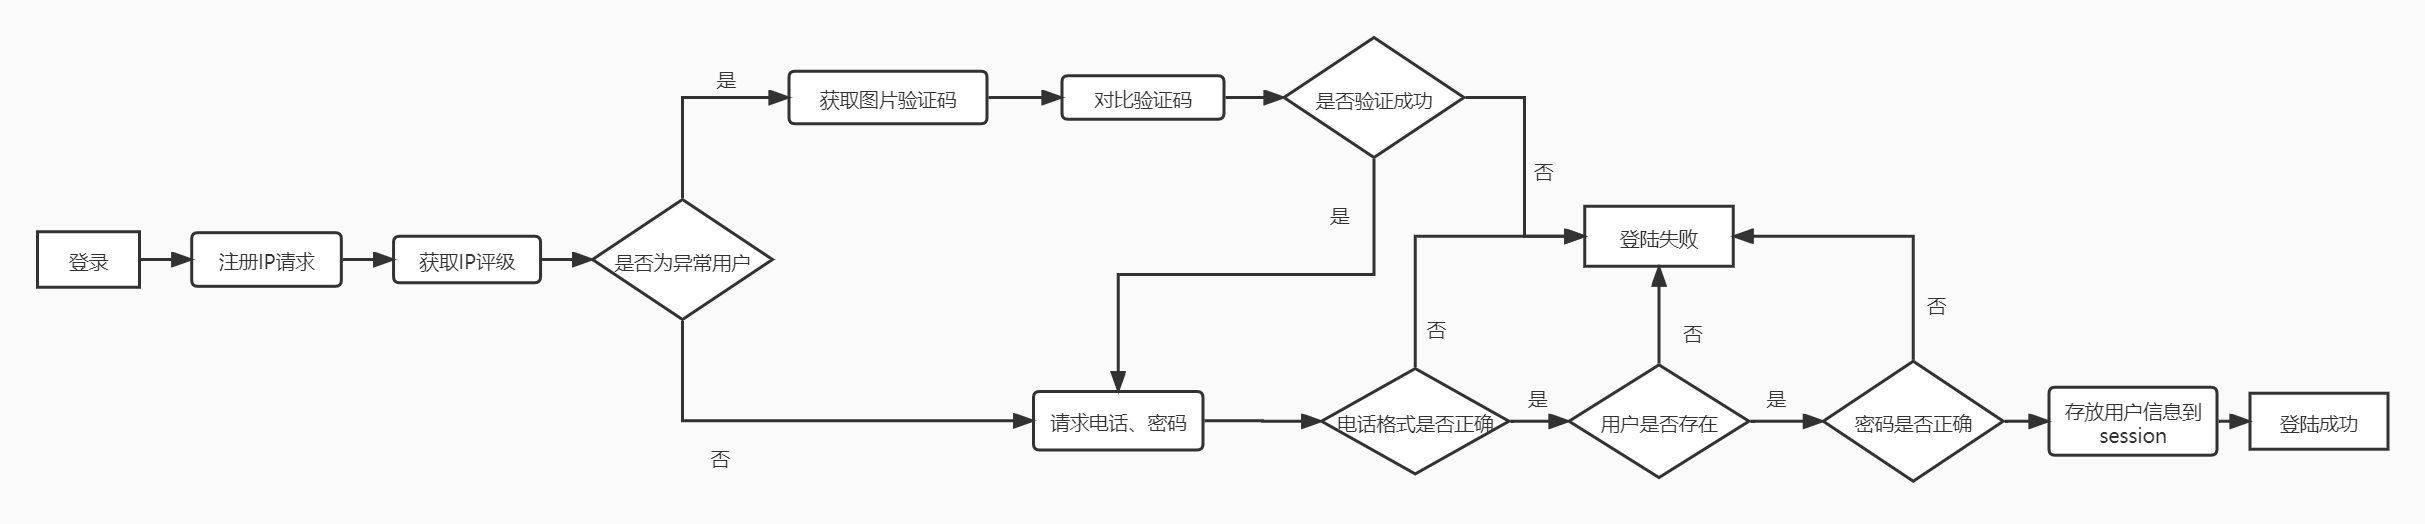 是
获取图片验证码
对比验证码
是否验证成功
否
是
登录
注册IP请求
获取IP评级
是否为异常用户
登陆失败
否
否
否
请求电话、密码
电话格式是否正确
是
用户是否存在
是
密码是否正确
存放用户信息到
session
登陆成功
否